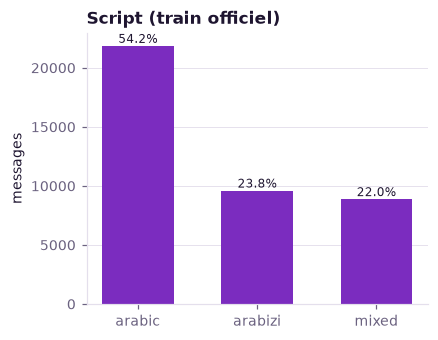 Script (train officiel)
54.2%
23.8%
22.0%
messages
20000
15000
10000
5000
0
arabic
arabizi
mixed